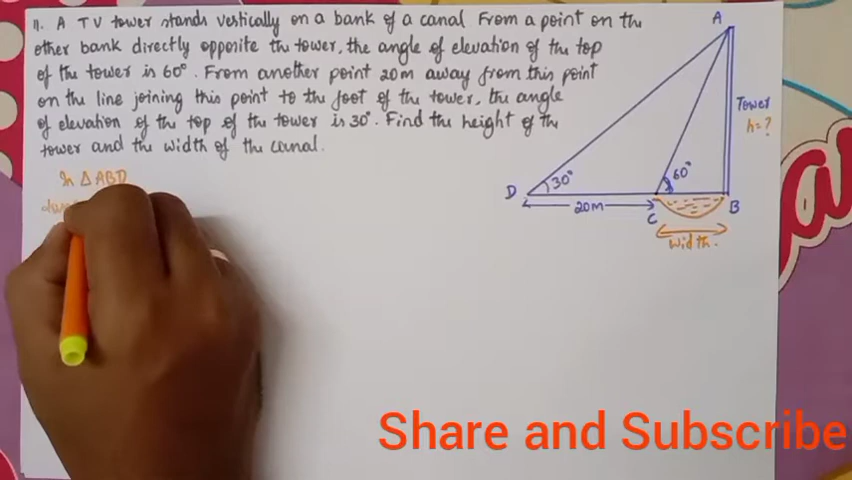 11. A TV tower stands vertically on a bank of a canal. From a point on the
other bank directly opposite the tower, the angle of elevation of the top
of the tower is 60°. From another point 20m away from this point
on the line joining this point to the foot of the tower, the angle
of elevation of the top of the tower is 30°. Find the height of the
tower and the width of the canal.
A
Tower
h=?
60°
30°
D
20m
C
B
width.
In △ABD
Share and Subscribe